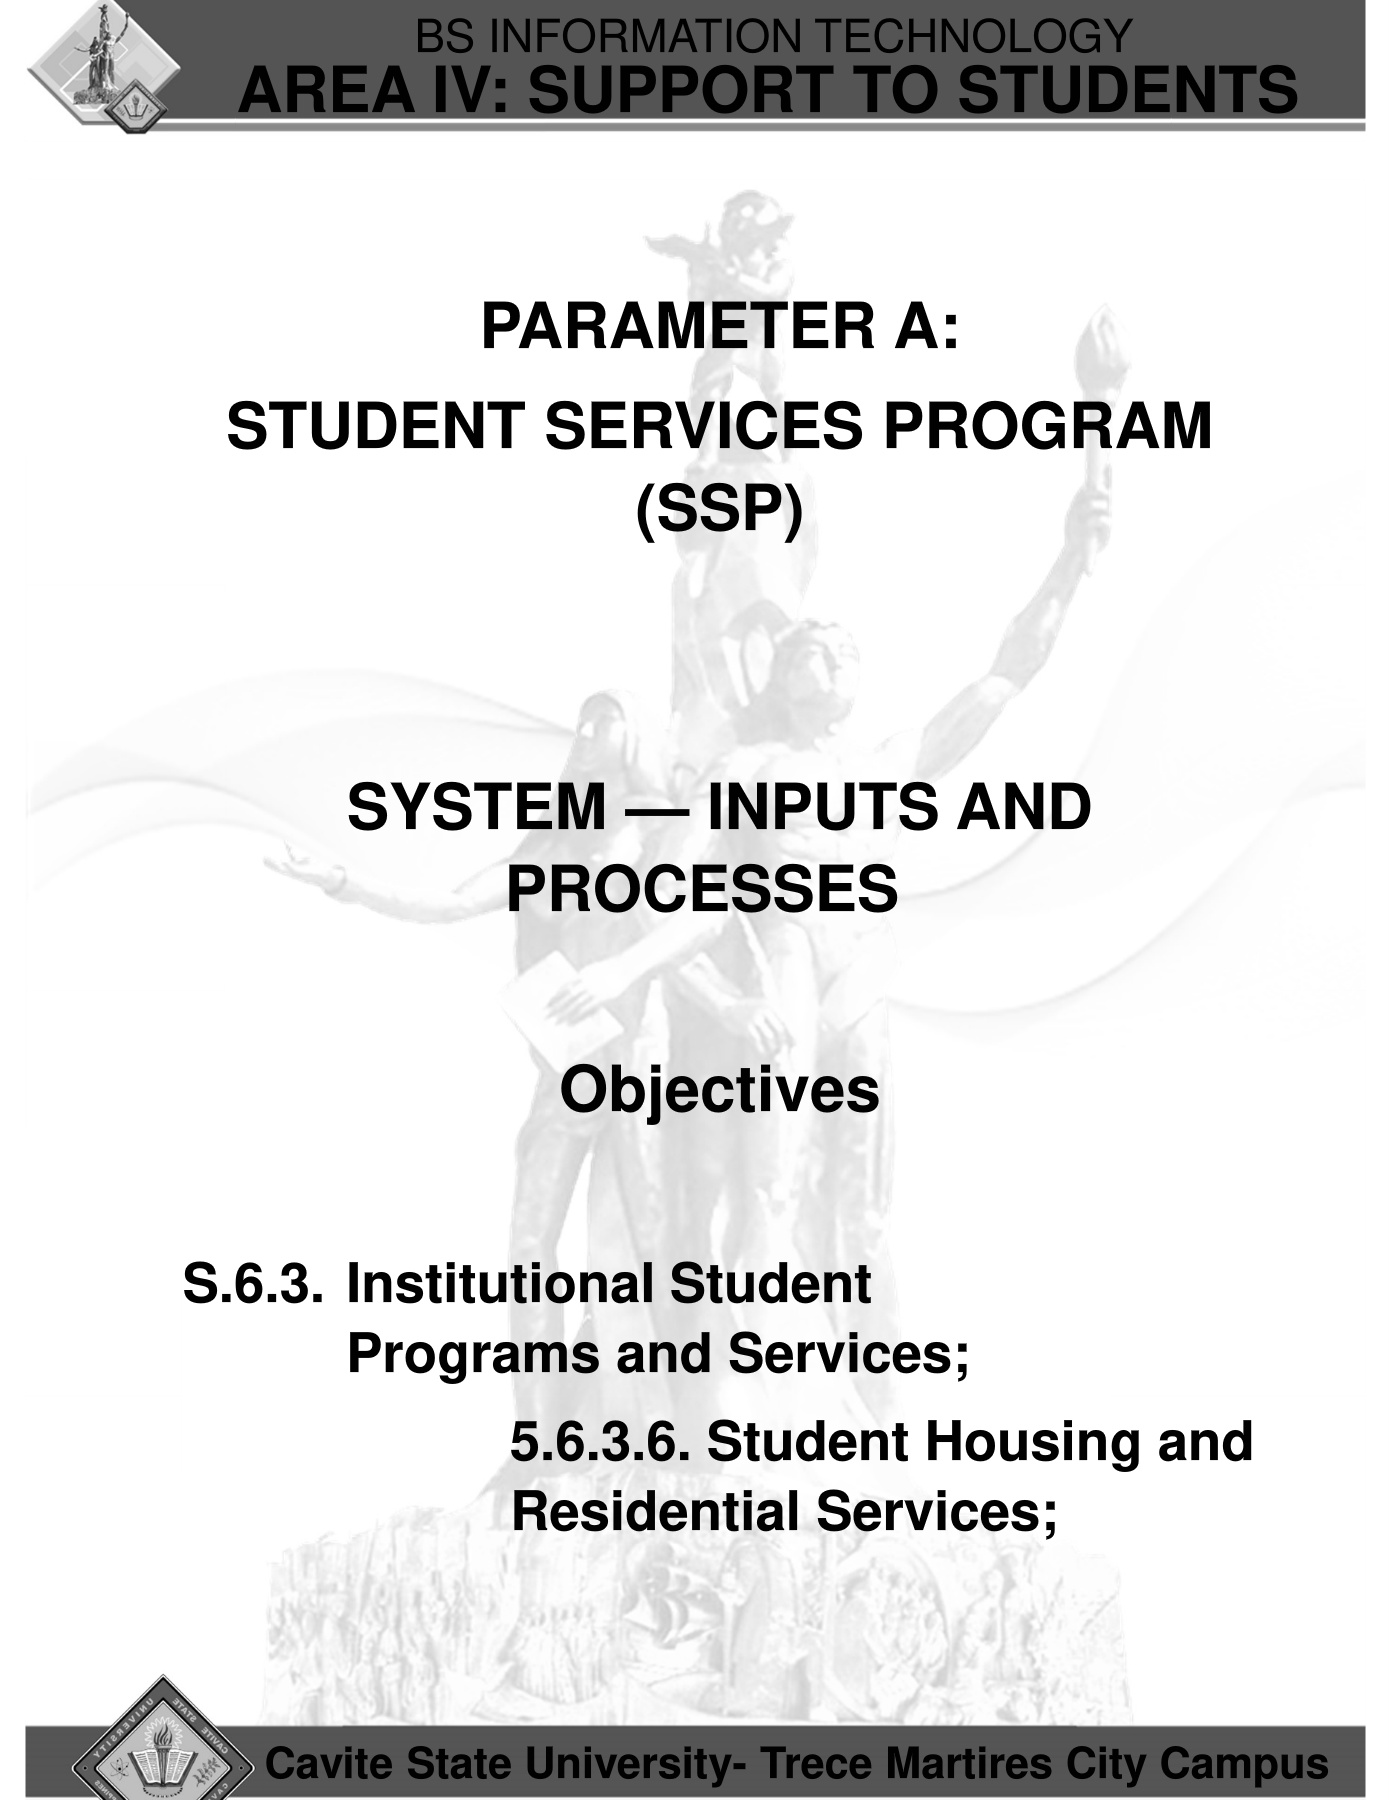 BS INFORMATION TECHNOLOGY
AREA IV: SUPPORT TO STUDENTS
PARAMETER A:
STUDENT SERVICES PROGRAM
(SSP)
SYSTEM — INPUTS AND
PROCESSES
Objectives
S.6.3. Institutional Student
Programs and Services;
5.6.3.6. Student Housing and
Residential Services;
Cavite State University- Trece Martires City Campus